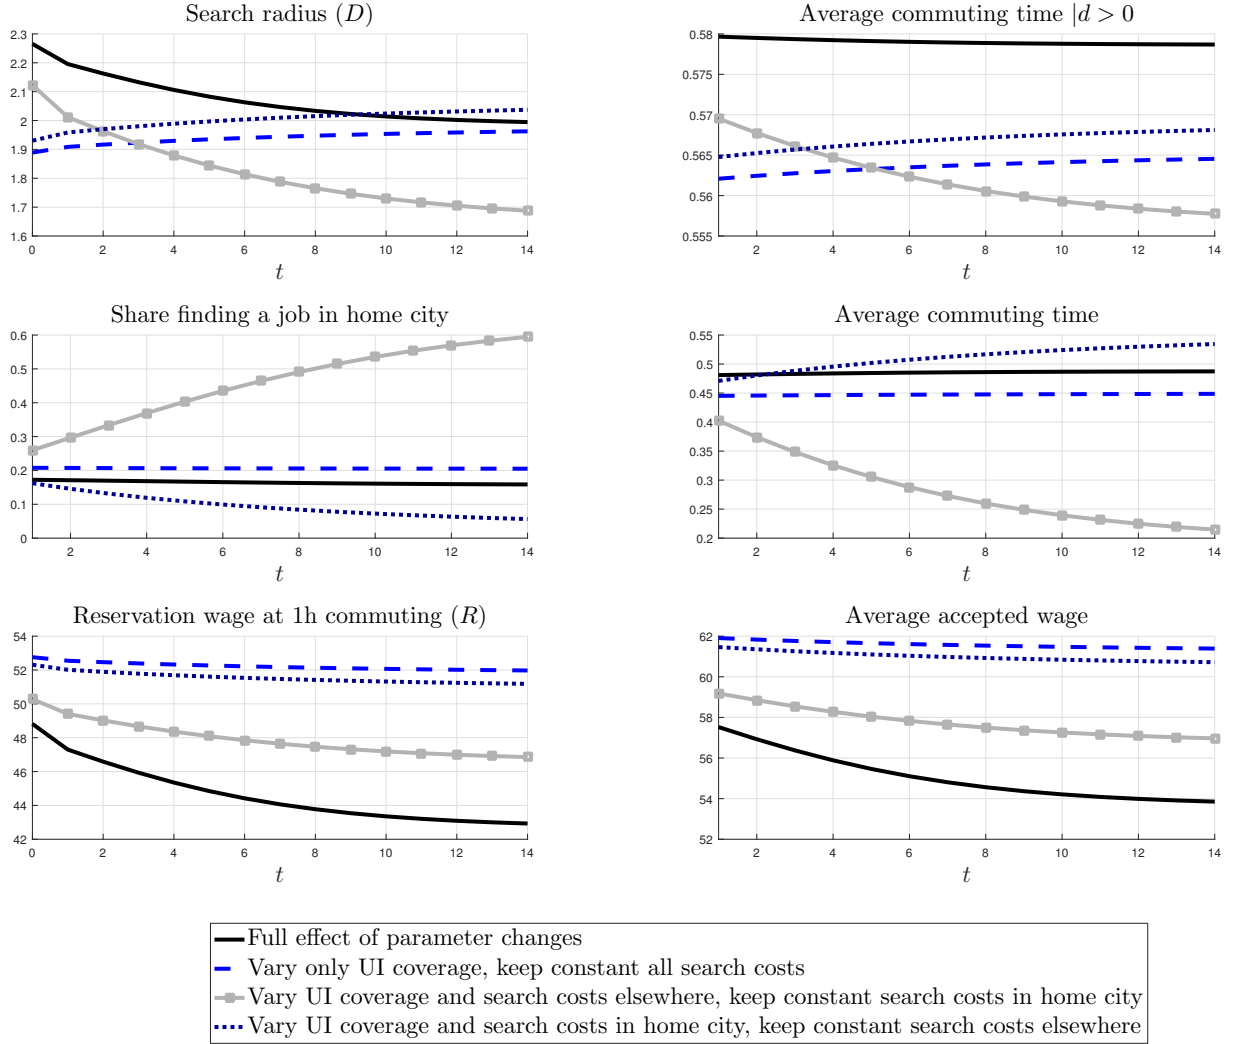 Search radius (D)
2.3
2.2
2.1
2
1.9
1.8
1.7
1.6
0 2 4 6 8 10 12 14
t
Average commuting time |d > 0
0.58
0.575
0.57
0.565
0.56
0.555
2 4 6 8 10 12 14
t
Share finding a job in home city
0.6
0.5
0.4
0.3
0.2
0.1
0
2 4 6 8 10 12 14
t
Average commuting time
0.55
0.5
0.45
0.4
0.35
0.3
0.25
0.2
2 4 6 8 10 12 14
t
Reservation wage at 1h commuting (R)
54
52
50
48
46
44
42
0 2 4 6 8 10 12 14
t
Average accepted wage
62
60
58
56
54
52
2 4 6 8 10 12 14
t
Full effect of parameter changes
Vary only UI coverage, keep constant all search costs
Vary UI coverage and search costs elsewhere, keep constant search costs in home city
Vary UI coverage and search costs in home city, keep constant search costs elsewhere